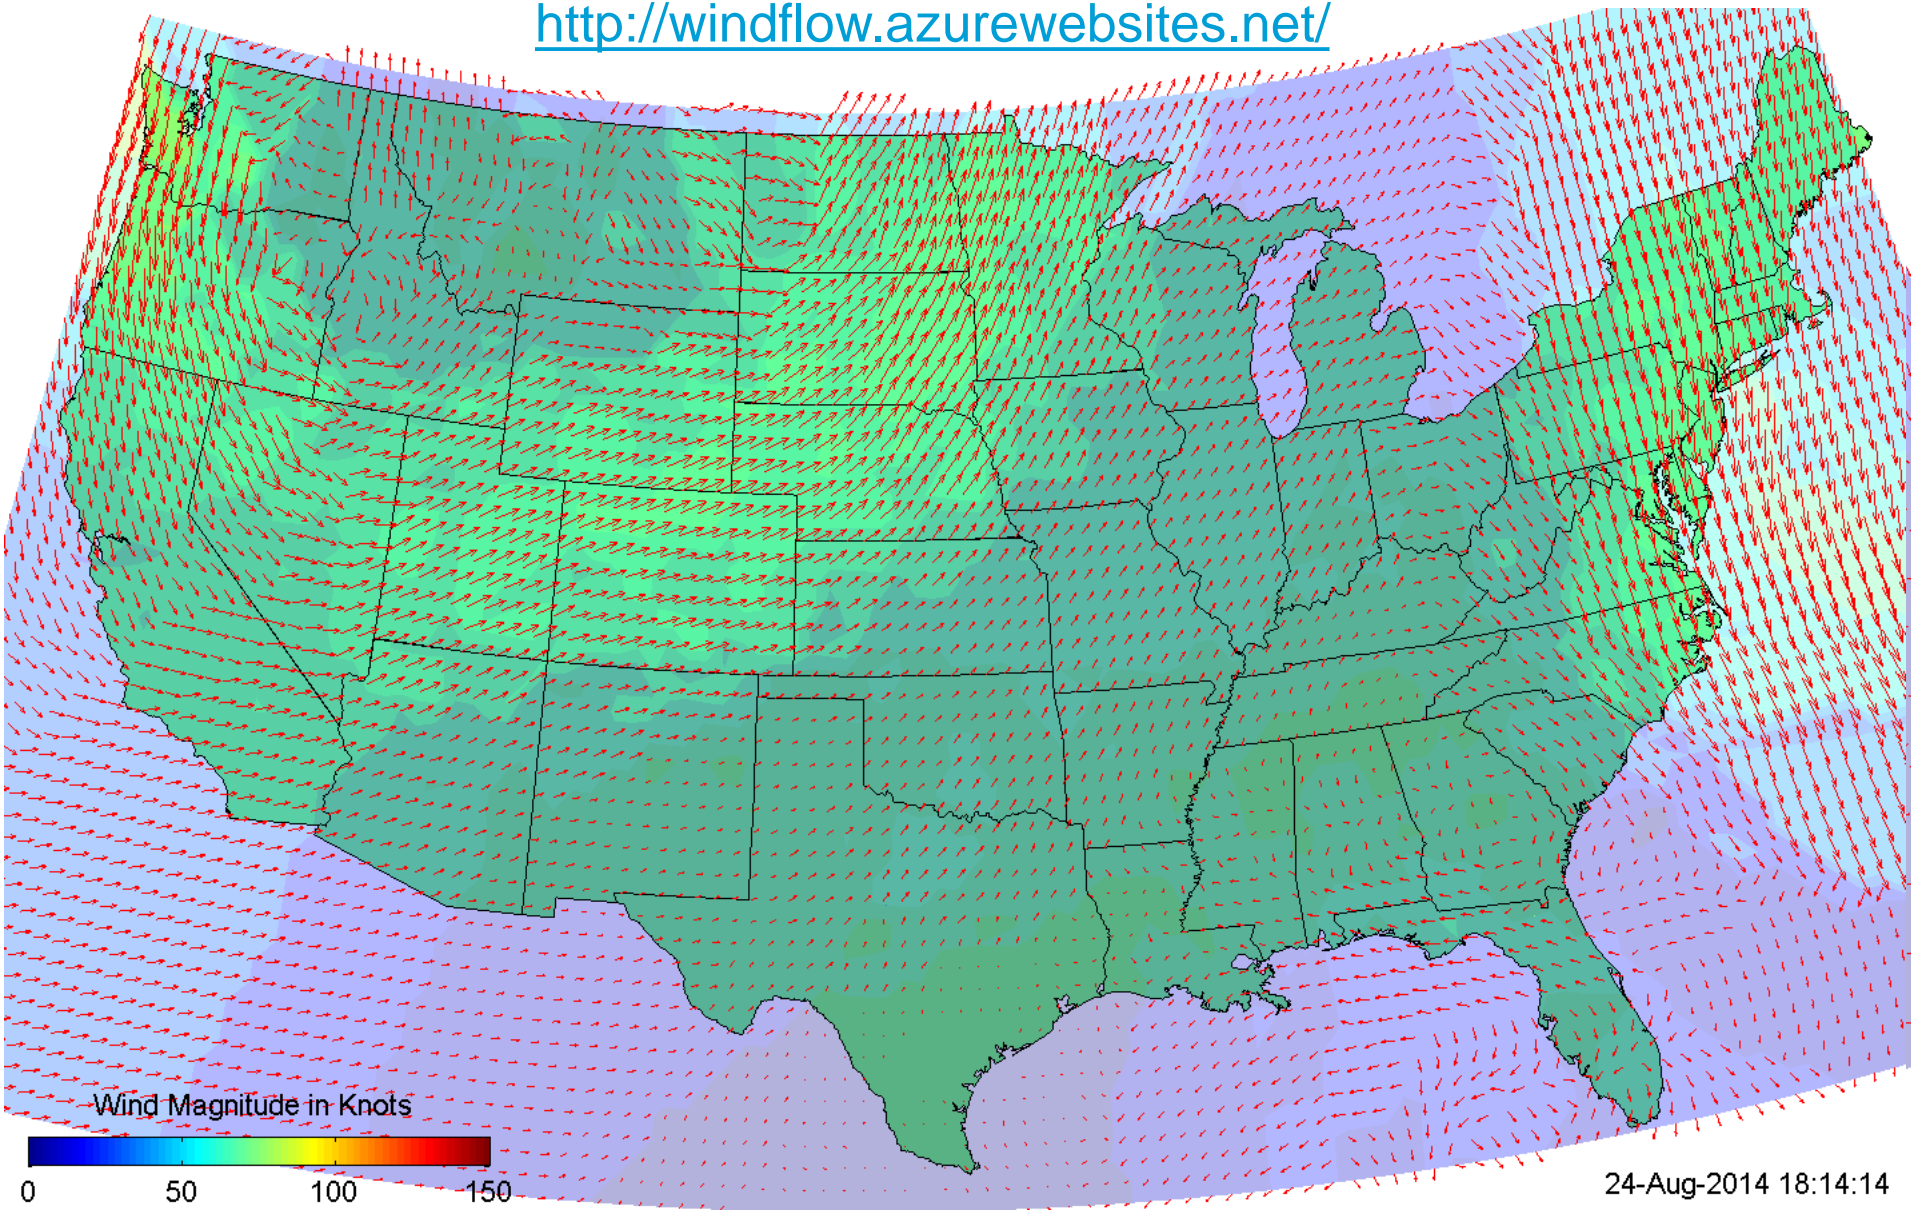 http://windflow.azurewebsites.net/
Wind Magnitude in Knots
0 50 100 150
24-Aug-2014 18:14:14